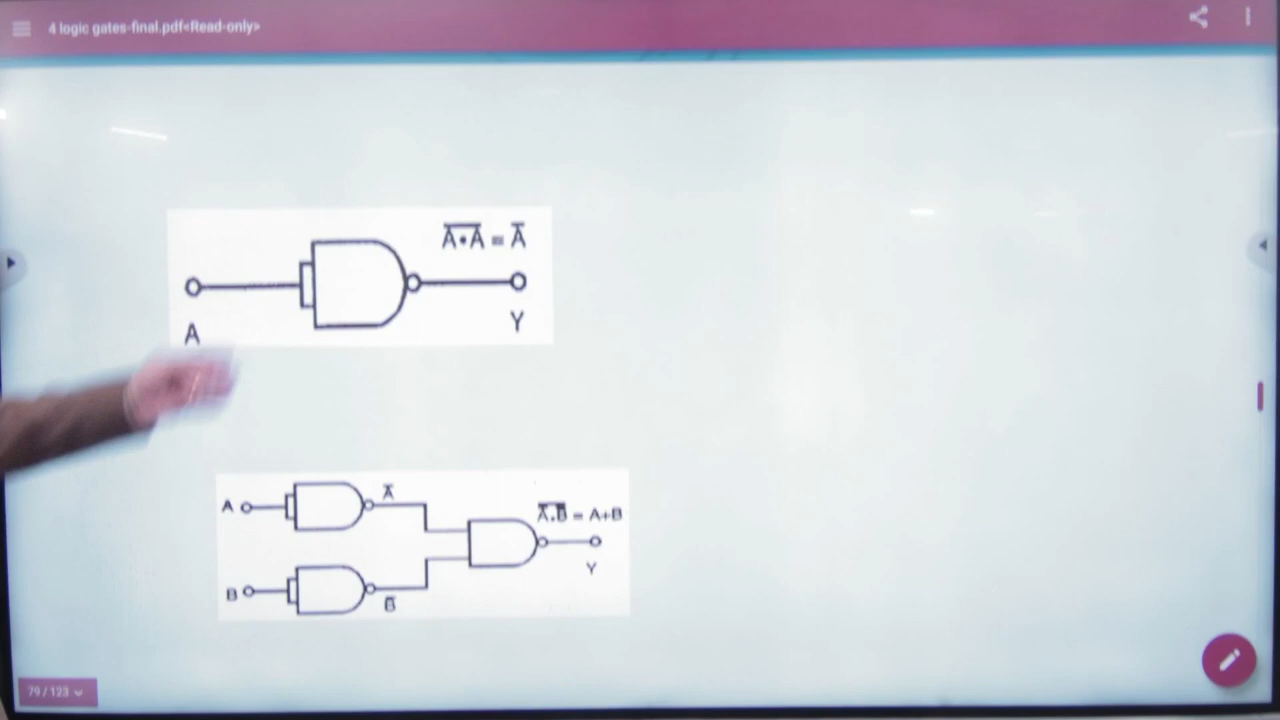 4 logic gates-final.pdf<Read-only>
A̅•̅A̅ = A̅
A
Y
A
A̅
A̅.B̅ = A+B
Y
B
B̅
79 / 123